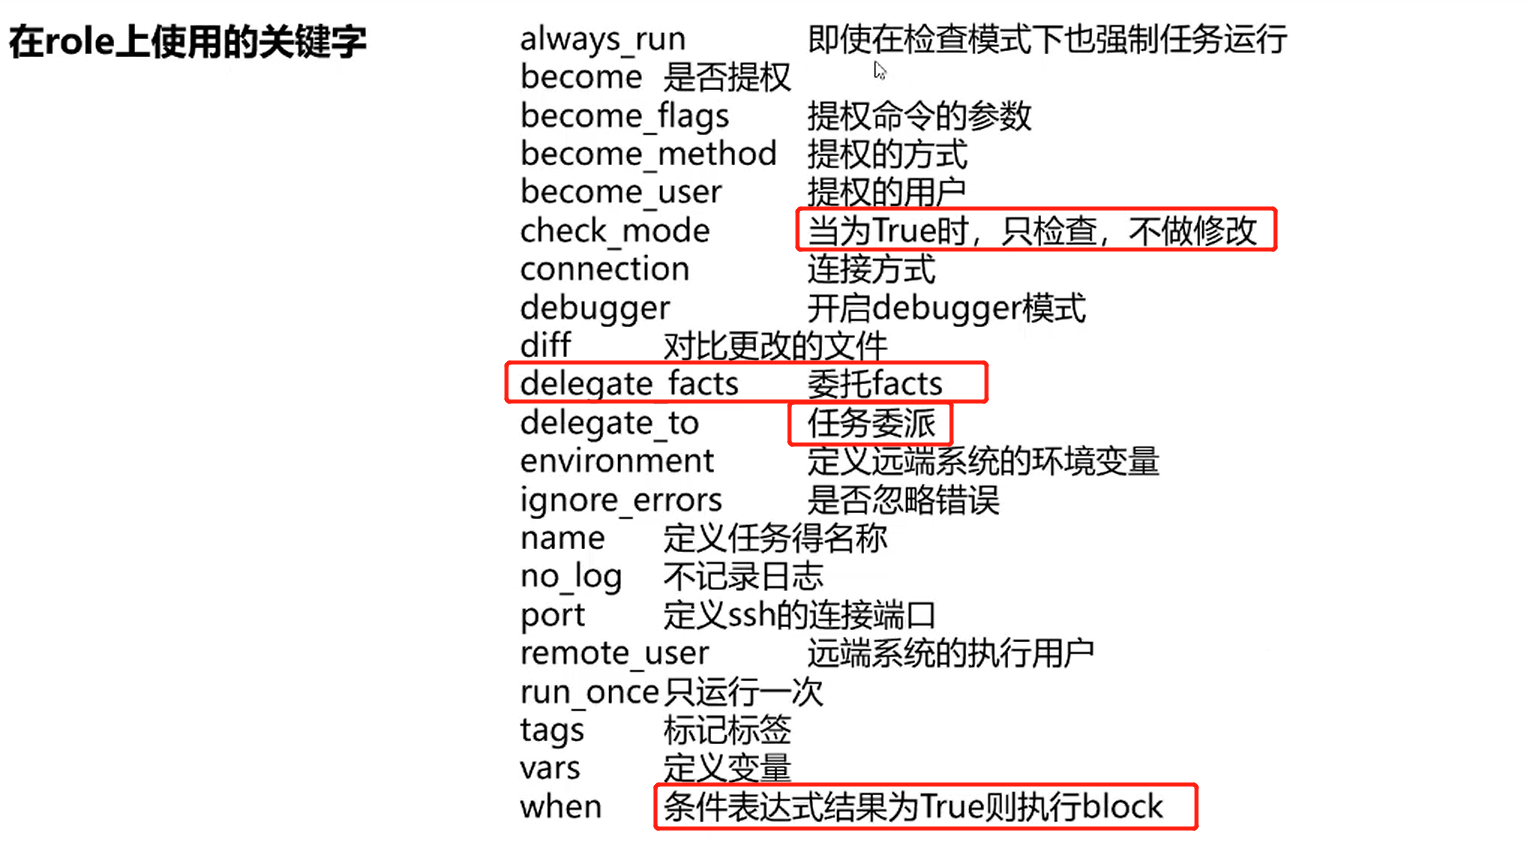 在role上使用的关键字
always_run 即使在检查模式下也强制任务运行
become 是否提权
become_flags 提权命令的参数
become_method 提权的方式
become_user 提权的用户
check_mode 当为True时，只检查，不做修改
connection 连接方式
debugger 开启debugger模式
diff 对比更改的文件
delegate_facts 委托facts
delegate_to 任务委派
environment 定义远端系统的环境变量
ignore_errors 是否忽略错误
name 定义任务得名称
no_log 不记录日志
port 定义ssh的连接端口
remote_user 远端系统的执行用户
run_once 只运行一次
tags 标记标签
vars 定义变量
when 条件表达式结果为True则执行block